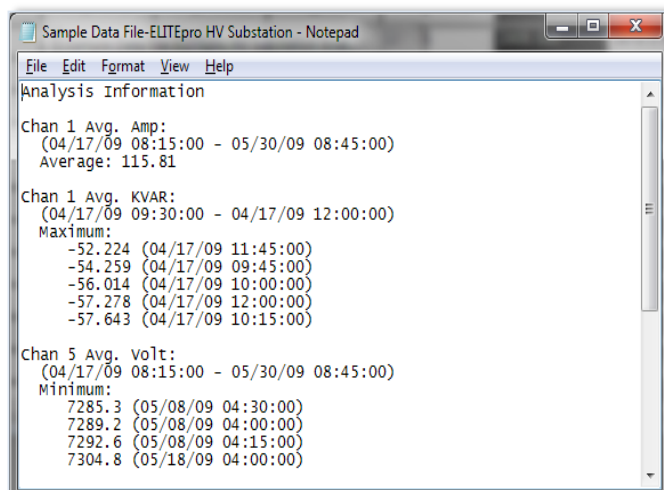 Sample Data File-ELITEpro HV Substation - Notepad
File Edit Format View Help
Analysis Information
Chan 1 Avg. Amp:
(04/17/09 08:15:00 - 05/30/09 08:45:00)
Average: 115.81
Chan 1 Avg. KVAR:
(04/17/09 09:30:00 - 04/17/09 12:00:00)
Maximum:
-52.224 (04/17/09 11:45:00)
-54.259 (04/17/09 09:45:00)
-56.014 (04/17/09 10:00:00)
-57.278 (04/17/09 12:00:00)
-57.643 (04/17/09 10:15:00)
Chan 5 Avg. Volt:
(04/17/09 08:15:00 - 05/30/09 08:45:00)
Minimum:
7285.3 (05/08/09 04:30:00)
7289.2 (05/08/09 04:00:00)
7292.6 (05/08/09 04:15:00)
7304.8 (05/18/09 04:00:00)